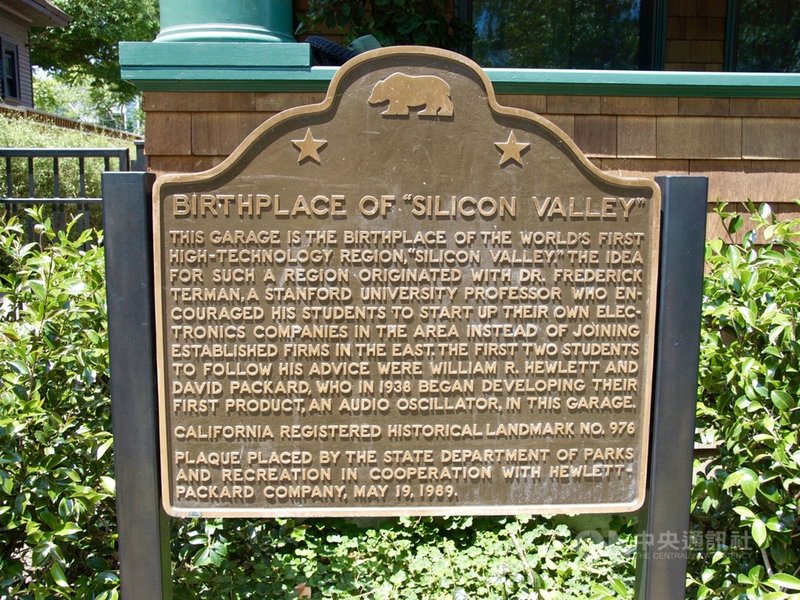 BIRTHPLACE OF "SILICON VALLEY"
THIS GARAGE IS THE BIRTHPLACE OF THE WORLD'S FIRST
HIGH-TECHNOLOGY REGION, "SILICON VALLEY." THE IDEA
FOR SUCH A REGION ORIGINATED WITH DR. FREDERICK
TERMAN, A STANFORD UNIVERSITY PROFESSOR WHO EN-
COURAGED HIS STUDENTS TO START UP THEIR OWN ELEC-
TRONICS COMPANIES IN THE AREA INSTEAD OF JOINING
ESTABLISHED FIRMS IN THE EAST. THE FIRST TWO STUDENTS
TO FOLLOW HIS ADVICE WERE WILLIAM R. HEWLETT AND
DAVID PACKARD, WHO IN 1938 BEGAN DEVELOPING THEIR
FIRST PRODUCT, AN AUDIO OSCILLATOR, IN THIS GARAGE.
CALIFORNIA REGISTERED HISTORICAL LANDMARK NO. 976
PLAQUE PLACED BY THE STATE DEPARTMENT OF PARKS
AND RECREATION IN COOPERATION WITH HEWLETT-
PACKARD COMPANY, MAY 19, 1989.
中央通訊社
THE CENTRAL NEWS AGENCY